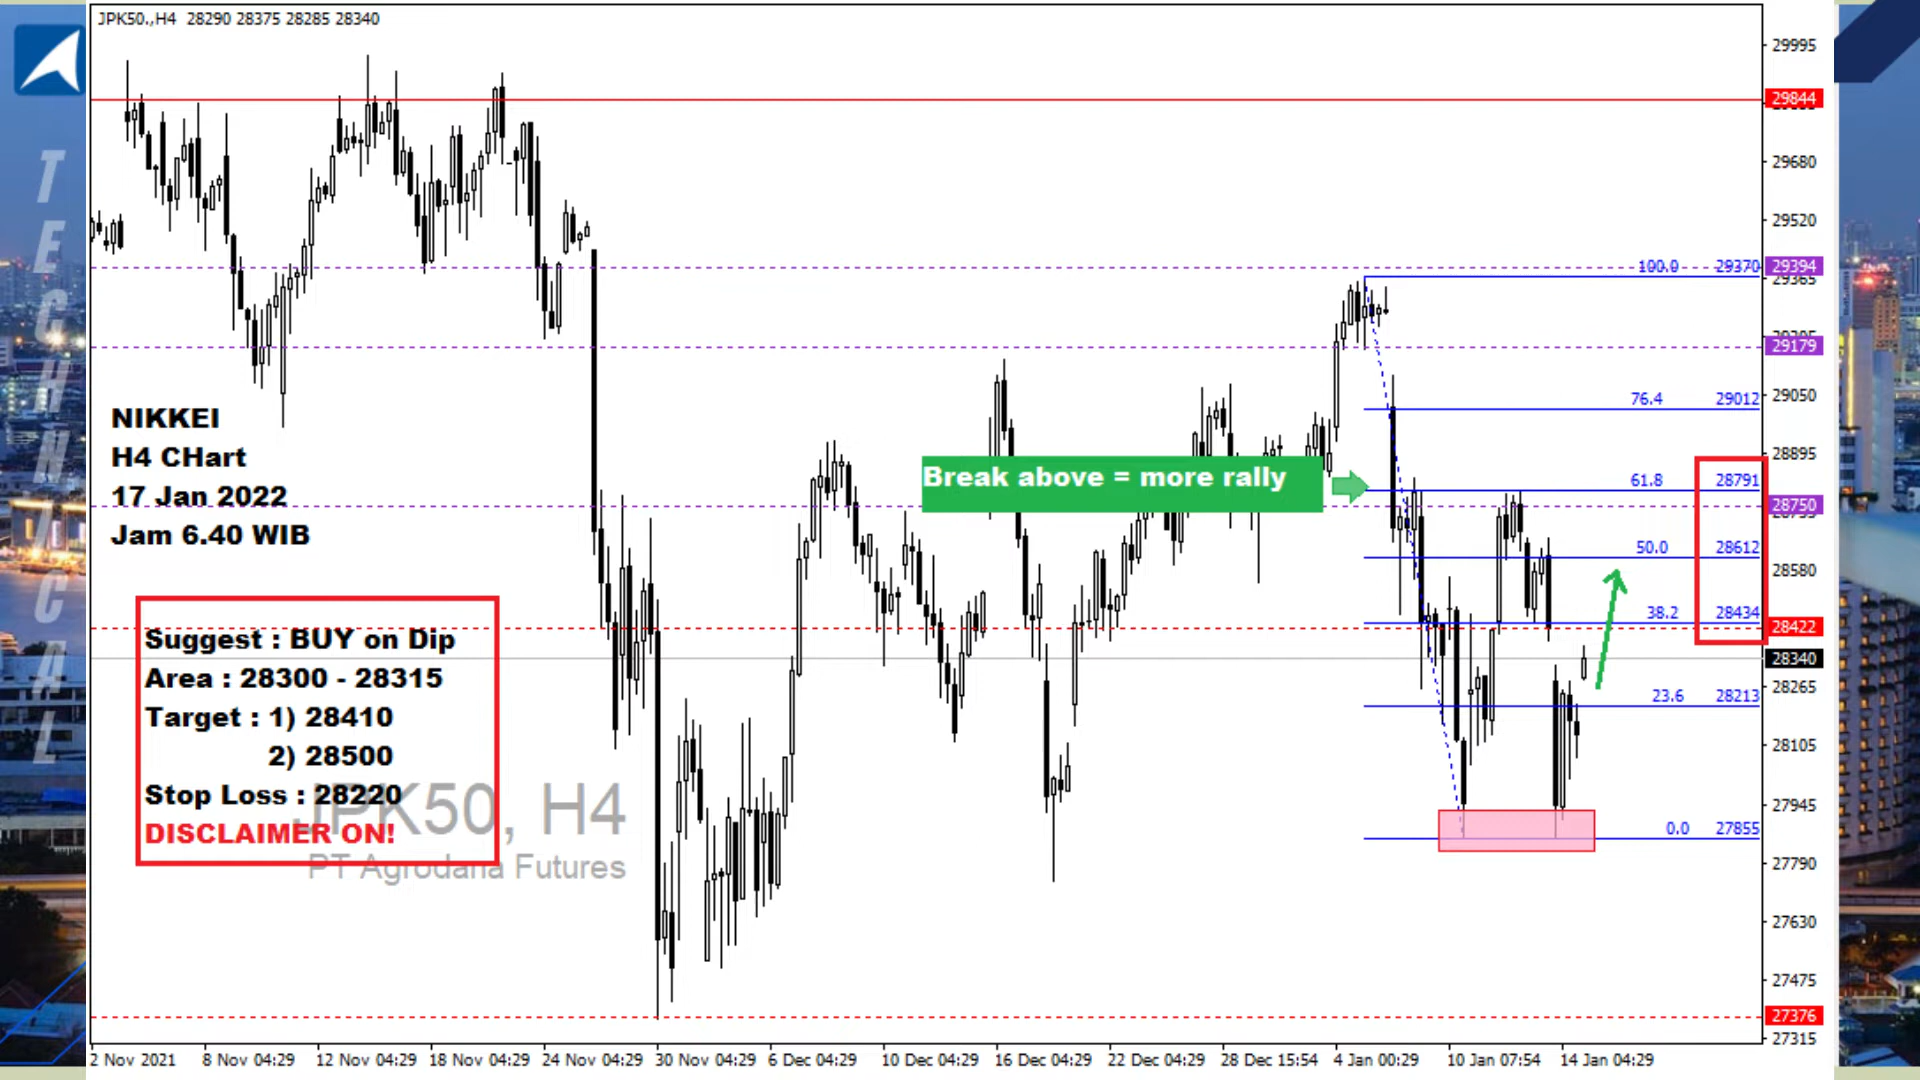 JPK50.,H4 28290 28375 28285 28340
TECHNICAL
29995
29844
29680
29520
100.0 29370
29394
29365
29179
76.4 29012
29050
28895
NIKKEI
H4 CHart
17 Jan 2022
Jam 6.40 WIB
Break above = more rally
61.8 28791
28750
50.0 28612
28580
38.2 28434
28422
28340
23.6 28213
28265
28105
27945
0.0 27855
27790
27630
27475
27376
27315
Suggest : BUY on Dip
Area : 28300 - 28315
Target : 1) 28410
2) 28500
Stop Loss : 28220
DISCLAIMER ON!
JPK50, H4
PT Agrodana Futures
2 Nov 2021 8 Nov 04:29 12 Nov 04:29 18 Nov 04:29 24 Nov 04:29 30 Nov 04:29 6 Dec 04:29 10 Dec 04:29 16 Dec 04:29 22 Dec 04:29 28 Dec 15:54 4 Jan 00:29 10 Jan 07:54 14 Jan 04:29